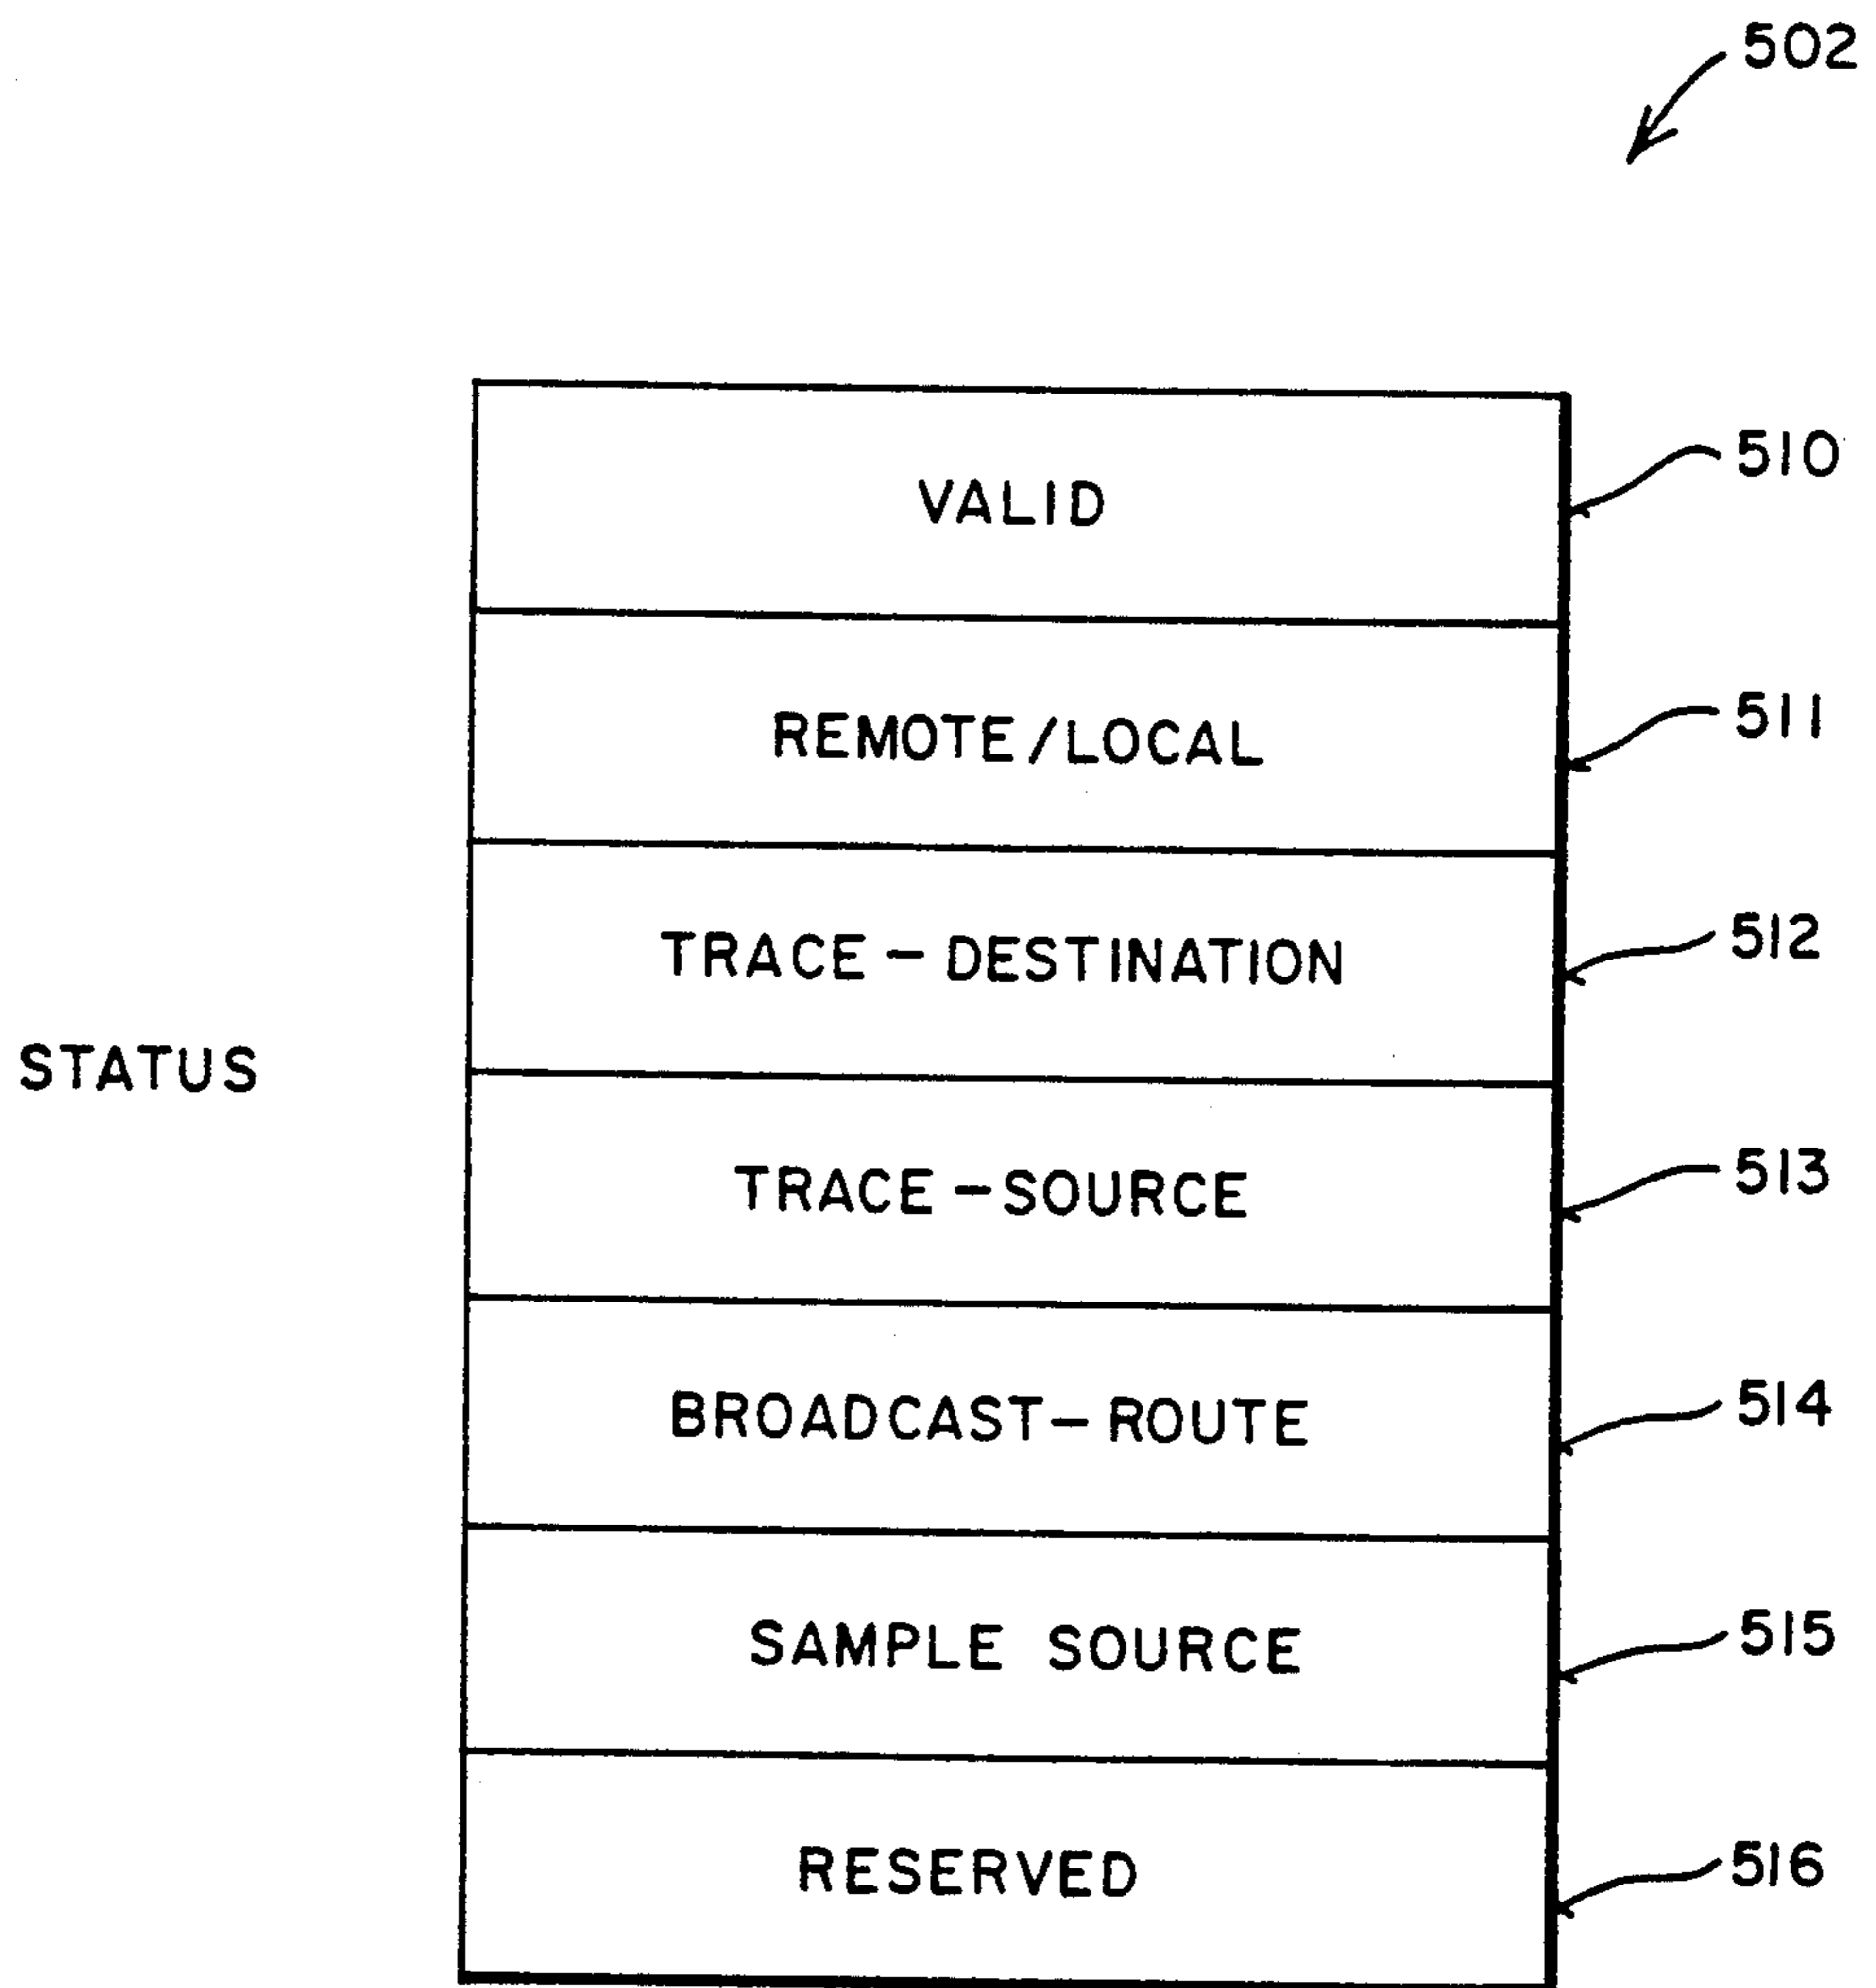 502
VALID
510
REMOTE/LOCAL
511
TRACE-DESTINATION
512
STATUS
TRACE-SOURCE
513
BROADCAST-ROUTE
514
SAMPLE SOURCE
515
RESERVED
516